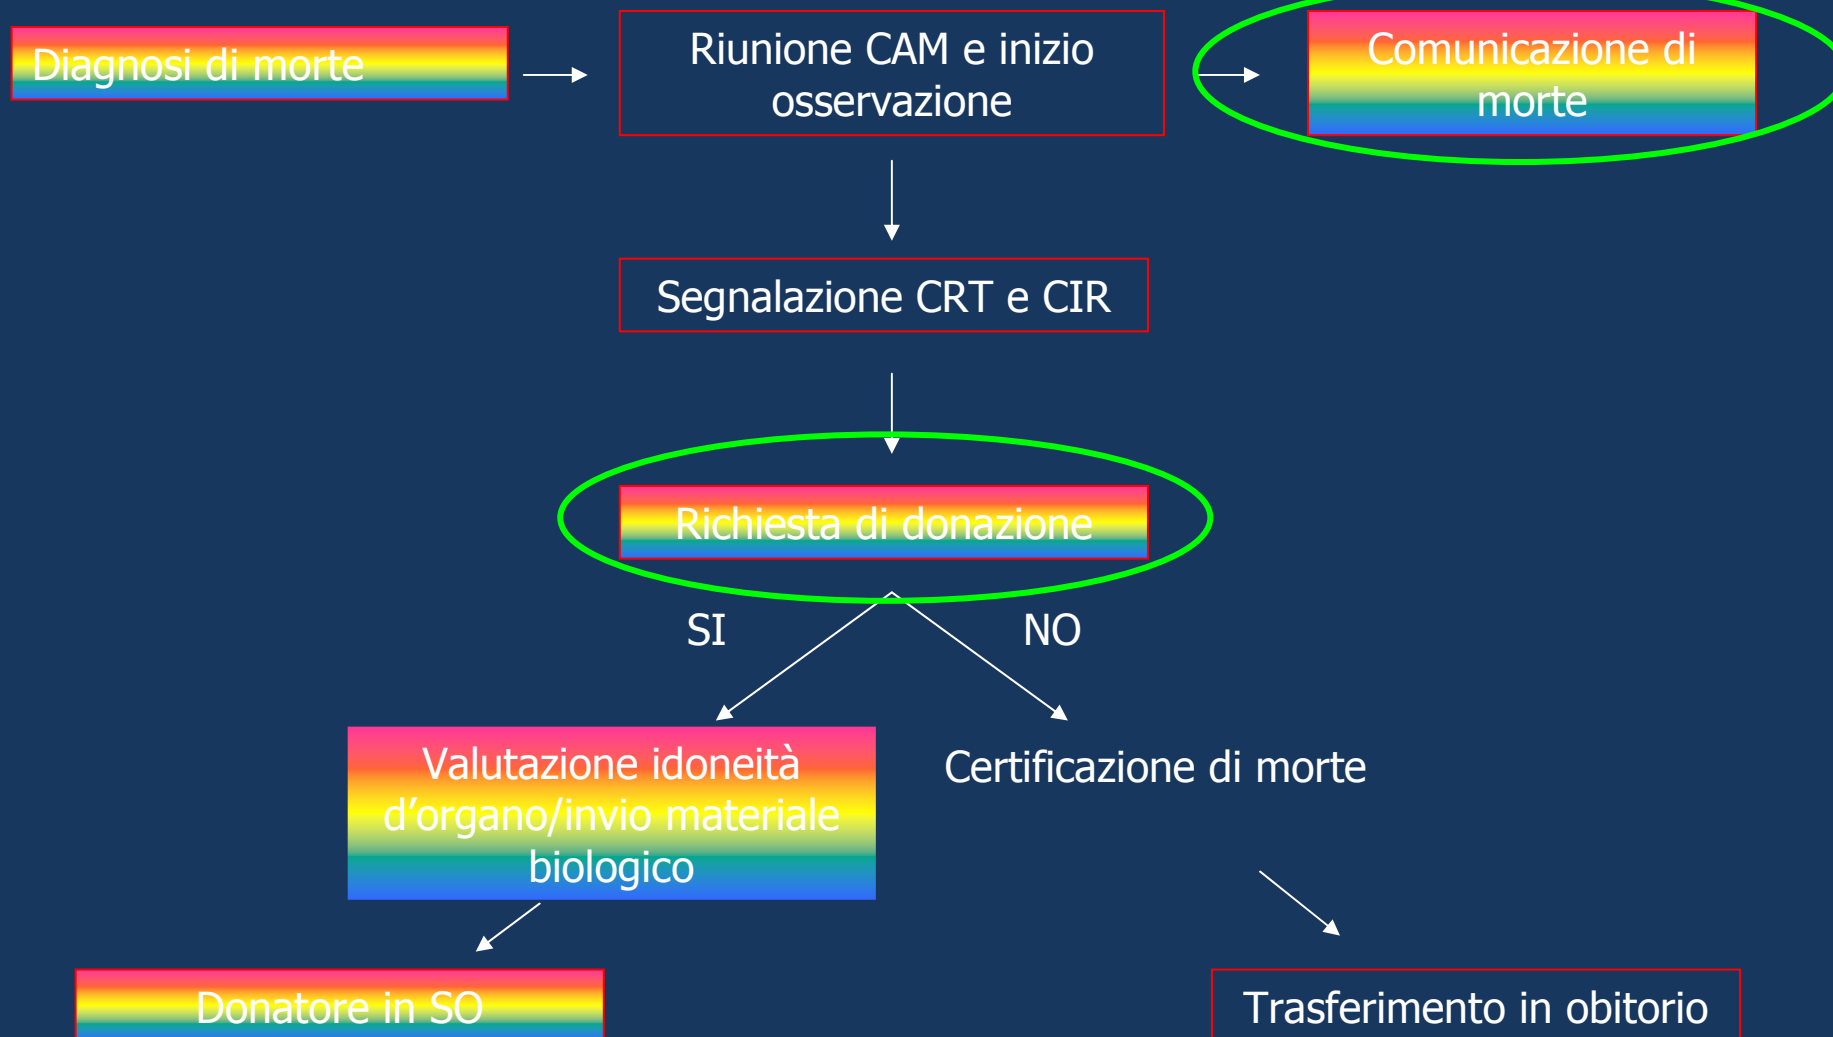 Diagnosi di morte
Riunione CAM e inizio
osservazione
Comunicazione di
morte
Segnalazione CRT e CIR
Richiesta di donazione
SI
NO
Valutazione idoneità
d’organo/invio materiale
biologico
Certificazione di morte
Donatore in SO
Trasferimento in obitorio